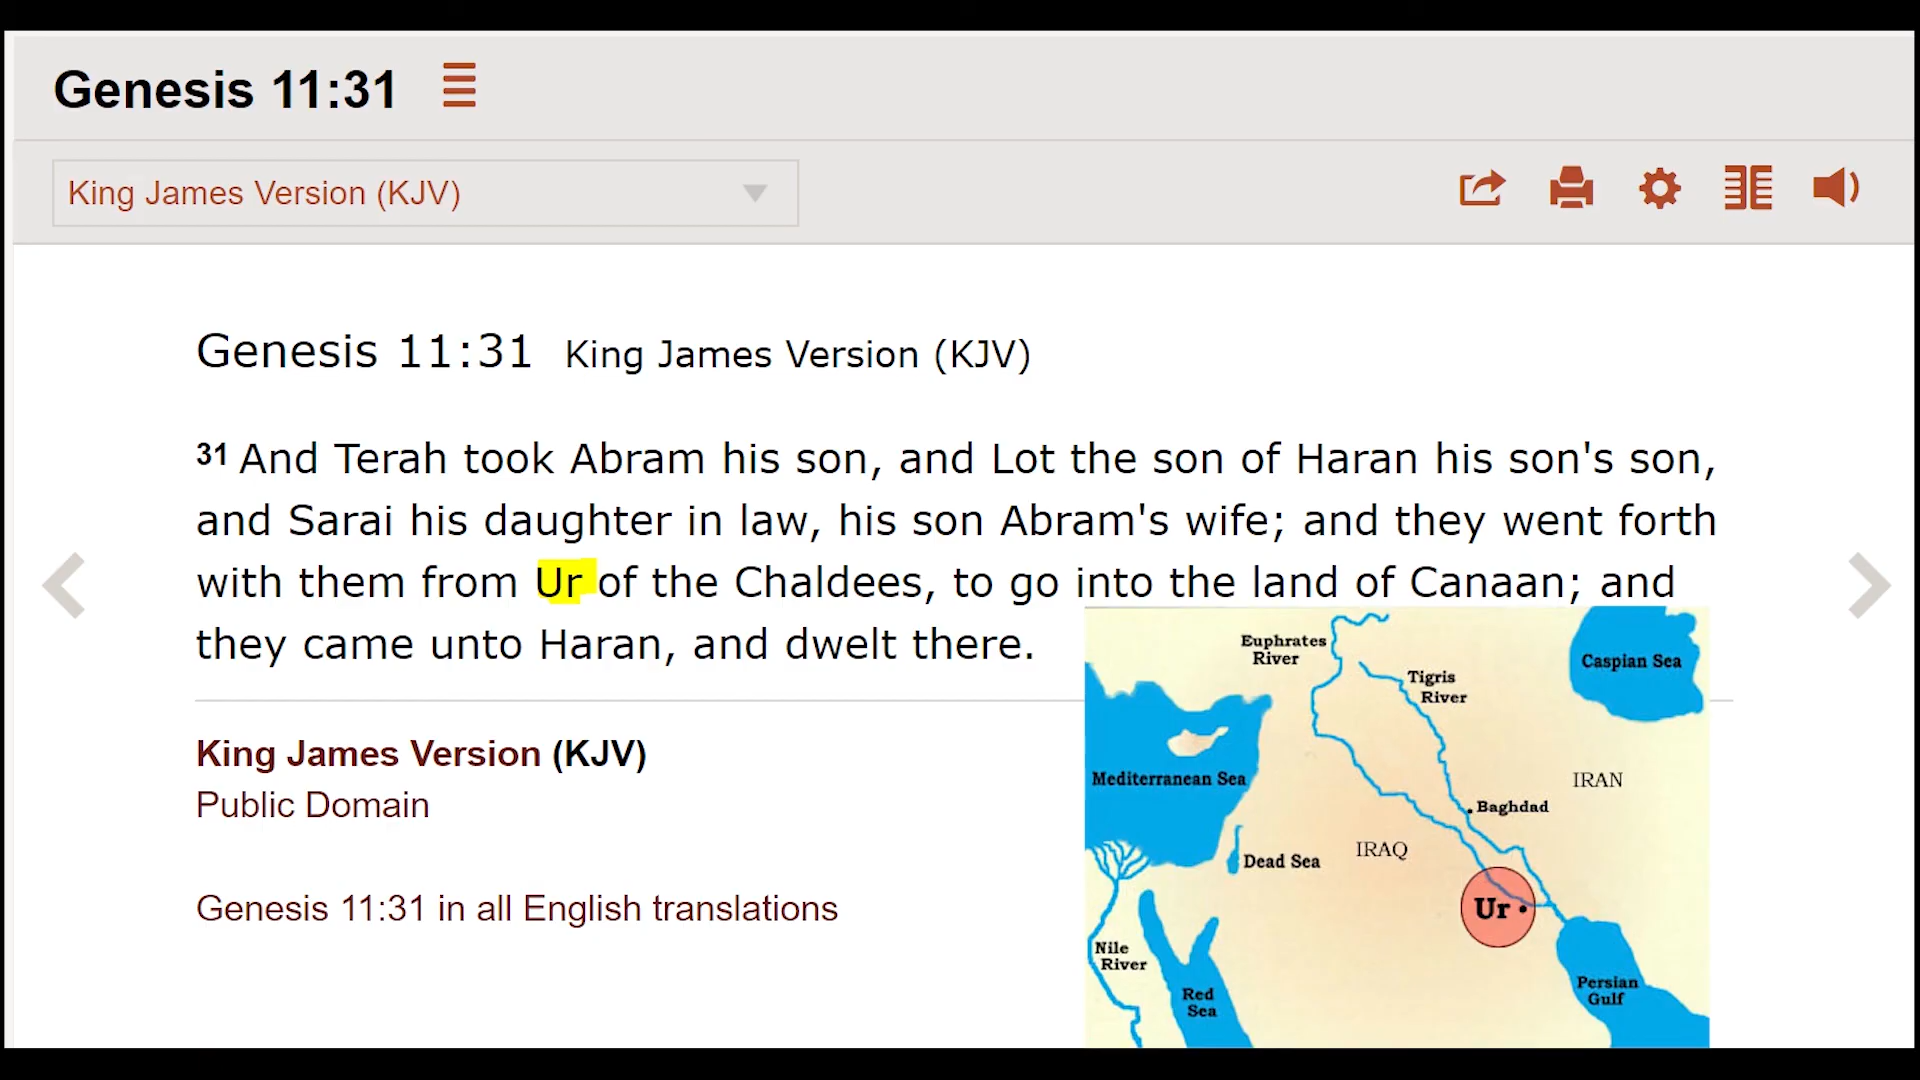 Genesis 11:31
King James Version (KJV)
Genesis 11:31 King James Version (KJV)
31 And Terah took Abram his son, and Lot the son of Haran his son's son,
and Sarai his daughter in law, his son Abram's wife; and they went forth
with them from Ur of the Chaldees, to go into the land of Canaan; and
they came unto Haran, and dwelt there.
King James Version (KJV)
Public Domain
Genesis 11:31 in all English translations
Euphrates
River
Caspian Sea
Tigris
River
Mediterranean Sea
IRAN
Baghdad
IRAQ
Dead Sea
Ur
Nile
River
Red
Sea
Persian
Gulf